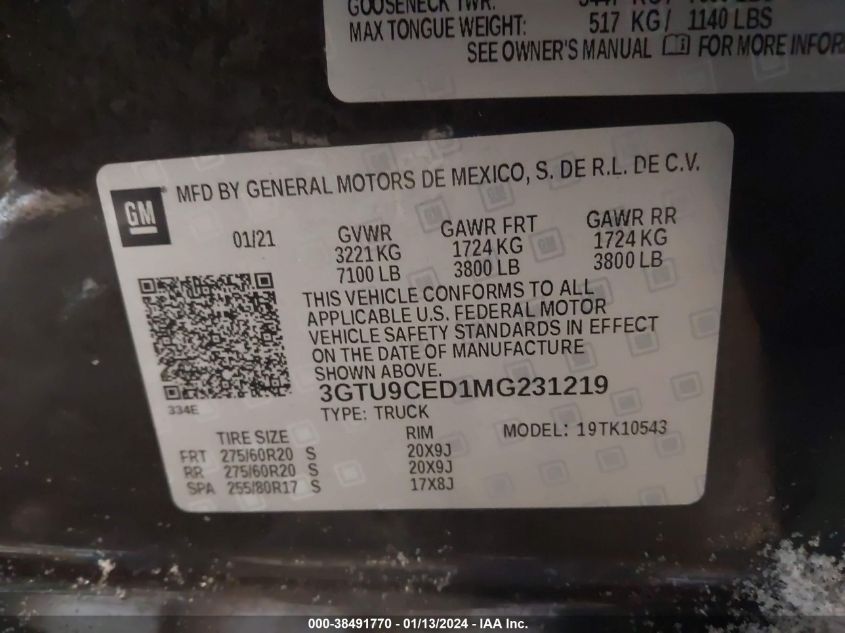 GOOSENECK TWR:
MAX TONGUE WEIGHT: 517 KG/ 1140 LBS
SEE OWNER'S MANUAL FOR MORE
GM
MFD BY GENERAL MOTORS DE MEXICO, S. DE R.L. DE C.V.
01/21 GVWR GAWR FRT GAWR RR
3221 KG 1724 KG 1724 KG
7100 LB 3800 LB 3800 LB
THIS VEHICLE CONFORMS TO ALL
APPLICABLE U.S. FEDERAL MOTOR
VEHICLE SAFETY STANDARDS IN EFFECT
ON THE DATE OF MANUFACTURE
SHOWN ABOVE.
334E
3GTU9CED1MG231219
TYPE: TRUCK
MODEL: 19TK10543
TIRE SIZE RIM
FRT 275/60R20 S 20X9J
RR 275/60R20 S 20X9J
SPA 255/80R17 S 17X8J
000-38491770 - 01/13/2024 - IAA Inc.